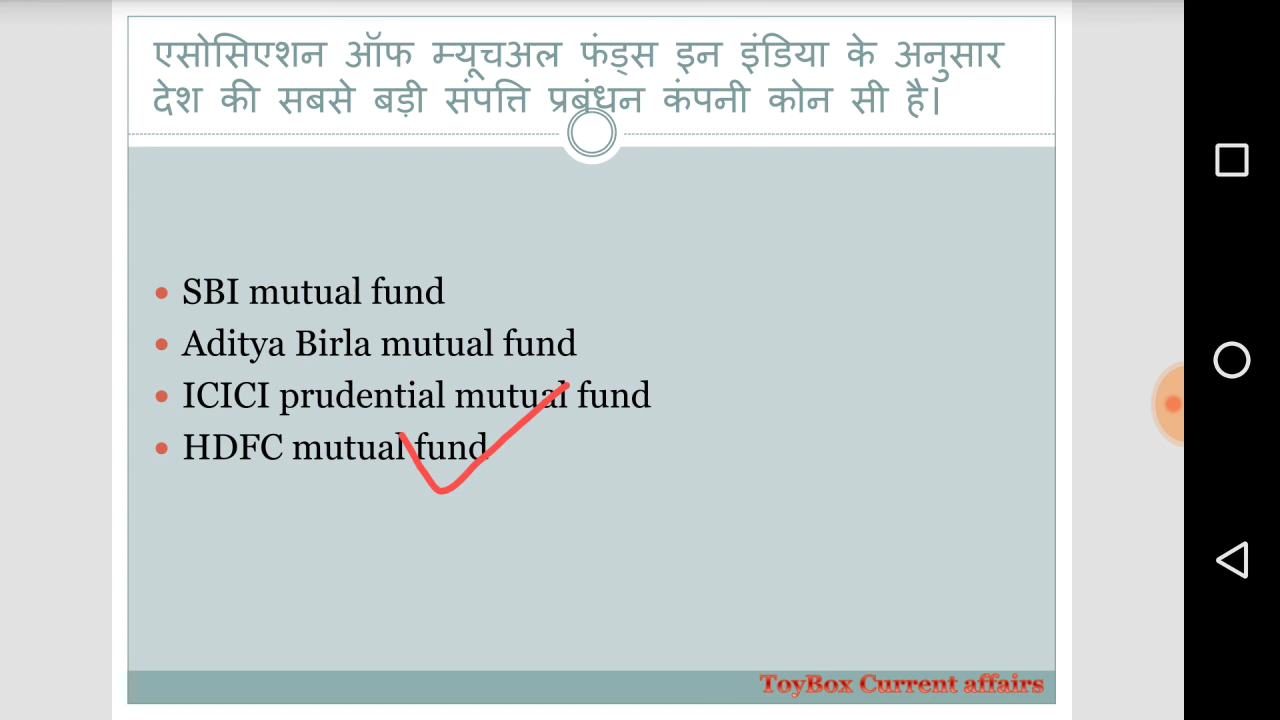 एसोसिएशन ऑफ म्यूचअल फंड्स इन इंडिया के अनुसार
देश की सबसे बड़ी संपत्ति प्रबंधन कंपनी कोन सी है।
SBI mutual fund
Aditya Birla mutual fund
ICICI prudential mutual fund
HDFC mutual fund
ToyBox Current affairs